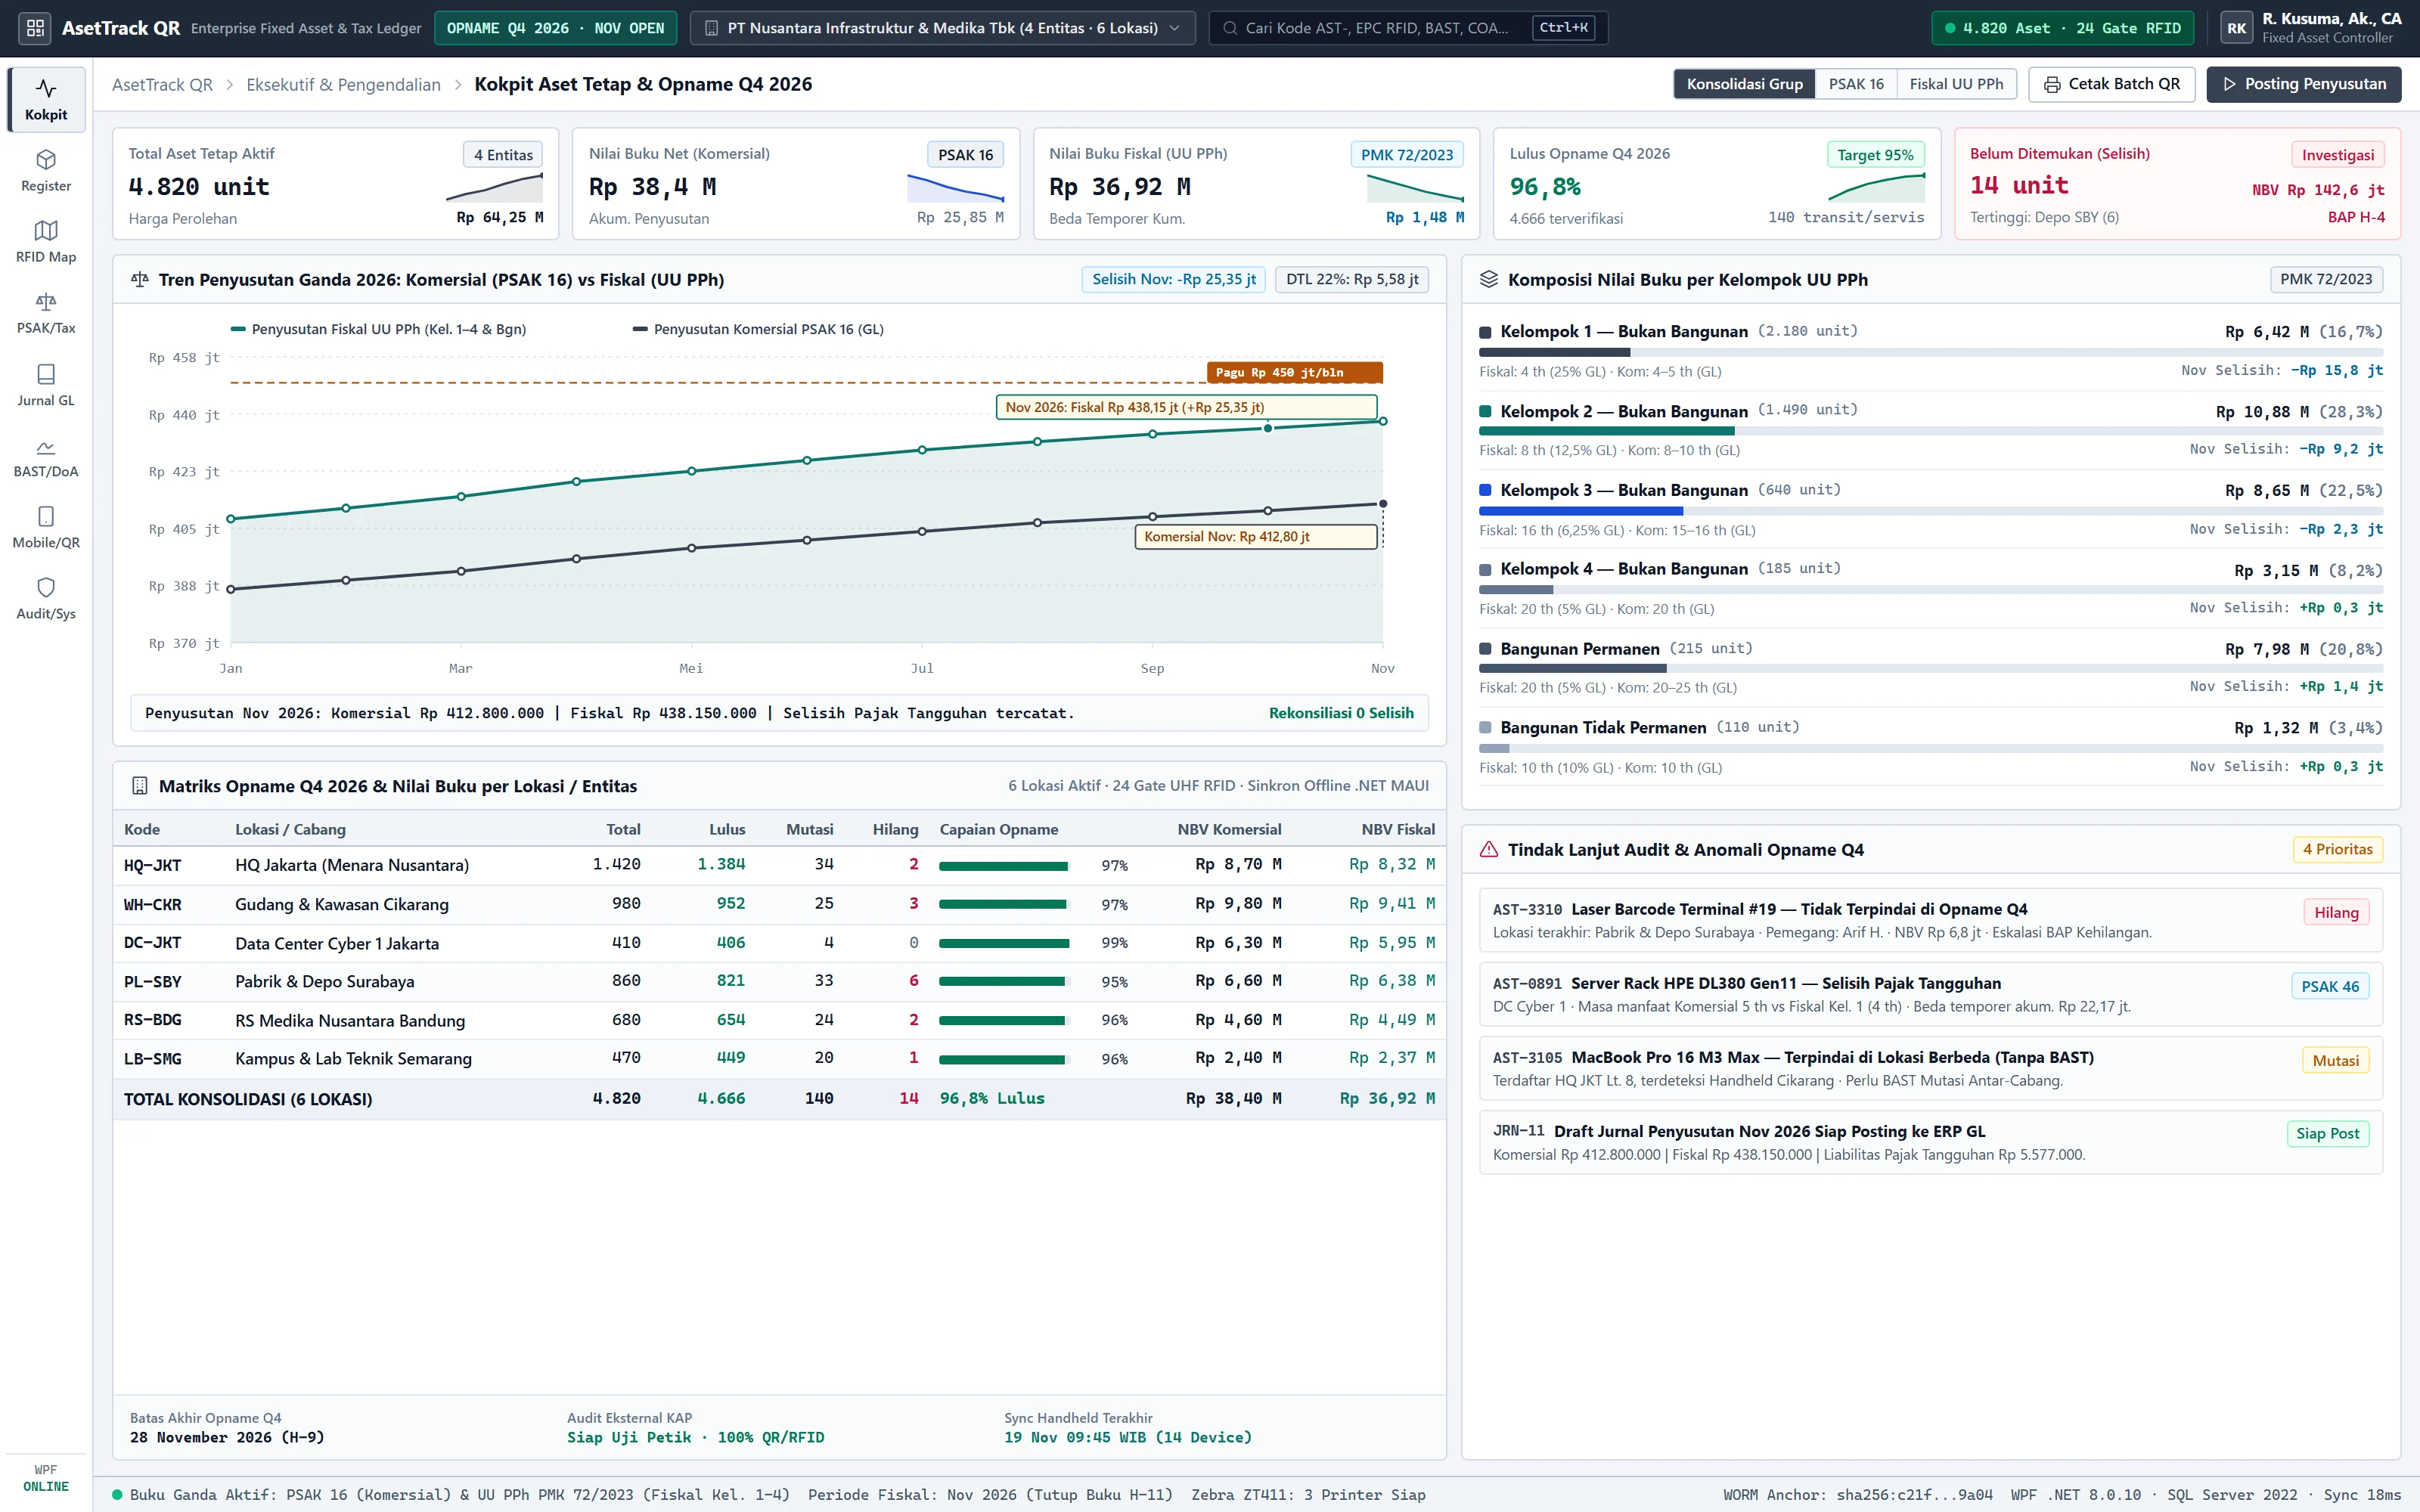 AsetTrack QR Enterprise Fixed Asset & Tax Ledger OPNAME Q4 2026 · NOV OPEN PT Nusantara Infrastruktur & Medika Tbk (4 Entitas · 6 Lokasi) Cari Kode AST-, EPC RFID, BAST, COA... Ctrl+K 4.820 Aset · 24 Gate RFID RK R. Kusuma, Ak., CA
Fixed Asset Controller
Kokpit
Register
RFID Map
PSAK/Tax
Jurnal GL
BAST/DoA
Mobile/QR
Audit/Sys
WPF
ONLINE
AsetTrack QR > Eksekutif & Pengendalian > Kokpit Aset Tetap & Opname Q4 2026 Konsolidasi Grup PSAK 16 Fiskal UU PPh Cetak Batch QR Posting Penyusutan
Total Aset Tetap Aktif 4 Entitas
4.820 unit
Harga Perolehan Rp 64,25 M
Nilai Buku Net (Komersial) PSAK 16
Rp 38,4 M
Akum. Penyusutan Rp 25,85 M
Nilai Buku Fiskal (UU PPh) PMK 72/2023
Rp 36,92 M
Beda Temporer Kum. Rp 1,48 M
Lulus Opname Q4 2026 Target 95%
96,8%
4.666 terverifikasi 140 transit/servis
Belum Ditemukan (Selisih) Investigasi
14 unit NBV Rp 142,6 jt
Tertinggi: Depo SBY (6) BAP H-4
Tren Penyusutan Ganda 2026: Komersial (PSAK 16) vs Fiskal (UU PPh) Selisih Nov: -Rp 25,35 jt DTL 22%: Rp 5,58 jt
Penyusutan Fiskal UU PPh (Kel. 1–4 & Bgn) Penyusutan Komersial PSAK 16 (GL)
Rp 458 jt
Pagu Rp 450 jt/bln
Nov 2026: Fiskal Rp 438,15 jt (+Rp 25,35 jt)
Rp 440 jt
Rp 423 jt
Rp 405 jt
Komersial Nov: Rp 412,80 jt
Rp 388 jt
Rp 370 jt
Jan Mar Mei Jul Sep Nov
Penyusutan Nov 2026: Komersial Rp 412.800.000 | Fiskal Rp 438.150.000 | Selisih Pajak Tangguhan tercatat. Rekonsiliasi 0 Selisih
Komposisi Nilai Buku per Kelompok UU PPh PMK 72/2023
Kelompok 1 — Bukan Bangunan (2.180 unit) Rp 6,42 M (16,7%)
Fiskal: 4 th (25% GL) · Kom: 4–5 th (GL) Nov Selisih: −Rp 15,8 jt
Kelompok 2 — Bukan Bangunan (1.490 unit) Rp 10,88 M (28,3%)
Fiskal: 8 th (12,5% GL) · Kom: 8–10 th (GL) Nov Selisih: −Rp 9,2 jt
Kelompok 3 — Bukan Bangunan (640 unit) Rp 8,65 M (22,5%)
Fiskal: 16 th (6,25% GL) · Kom: 15–16 th (GL) Nov Selisih: −Rp 2,3 jt
Kelompok 4 — Bukan Bangunan (185 unit) Rp 3,15 M (8,2%)
Fiskal: 20 th (5% GL) · Kom: 20 th (GL) Nov Selisih: +Rp 0,3 jt
Bangunan Permanen (215 unit) Rp 7,98 M (20,8%)
Fiskal: 20 th (5% GL) · Kom: 20–25 th (GL) Nov Selisih: +Rp 1,4 jt
Bangunan Tidak Permanen (110 unit) Rp 1,32 M (3,4%)
Fiskal: 10 th (10% GL) · Kom: 10 th (GL) Nov Selisih: +Rp 0,3 jt
Matriks Opname Q4 2026 & Nilai Buku per Lokasi / Entitas 6 Lokasi Aktif · 24 Gate UHF RFID · Sinkron Offline .NET MAUI
Kode Lokasi / Cabang Total Lulus Mutasi Hilang Capaian Opname NBV Komersial NBV Fiskal
HQ-JKT HQ Jakarta (Menara Nusantara) 1.420 1.384 34 2 97% Rp 8,70 M Rp 8,32 M
WH-CKR Gudang & Kawasan Cikarang 980 952 25 3 97% Rp 9,80 M Rp 9,41 M
DC-JKT Data Center Cyber 1 Jakarta 410 406 4 0 99% Rp 6,30 M Rp 5,95 M
PL-SBY Pabrik & Depo Surabaya 860 821 33 6 95% Rp 6,60 M Rp 6,38 M
RS-BDG RS Medika Nusantara Bandung 680 654 24 2 96% Rp 4,60 M Rp 4,49 M
LB-SMG Kampus & Lab Teknik Semarang 470 449 20 1 96% Rp 2,40 M Rp 2,37 M
TOTAL KONSOLIDASI (6 LOKASI) 4.820 4.666 140 14 96,8% Lulus Rp 38,40 M Rp 36,92 M
Batas Akhir Opname Q4 Audit Eksternal KAP Sync Handheld Terakhir
28 November 2026 (H-9) Siap Uji Petik · 100% QR/RFID 19 Nov 09:45 WIB (14 Device)
Tindak Lanjut Audit & Anomali Opname Q4 4 Prioritas
AST-3310 Laser Barcode Terminal #19 — Tidak Terpindai di Opname Q4 Hilang
Lokasi terakhir: Pabrik & Depo Surabaya · Pemegang: Arif H. · NBV Rp 6,8 jt · Eskalasi BAP Kehilangan.
AST-0891 Server Rack HPE DL380 Gen11 — Selisih Pajak Tangguhan PSAK 46
DC Cyber 1 · Masa manfaat Komersial 5 th vs Fiskal Kel. 1 (4 th) · Beda temporer akum. Rp 22,17 jt.
AST-3105 MacBook Pro 16 M3 Max — Terpindai di Lokasi Berbeda (Tanpa BAST) Mutasi
Terdaftar HQ JKT Lt. 8, terdeteksi Handheld Cikarang · Perlu BAST Mutasi Antar-Cabang.
JRN-11 Draft Jurnal Penyusutan Nov 2026 Siap Posting ke ERP GL Siap Post
Komersial Rp 412.800.000 | Fiskal Rp 438.150.000 | Liabilitas Pajak Tangguhan Rp 5.577.000.
Buku Ganda Aktif: PSAK 16 (Komersial) & UU PPh PMK 72/2023 (Fiskal Kel. 1-4) Periode Fiskal: Nov 2026 (Tutup Buku H-11) Zebra ZT411: 3 Printer Siap WORM Anchor: sha256:c21f...9a04 WPF .NET 8.0.10 · SQL Server 2022 · Sync 18ms